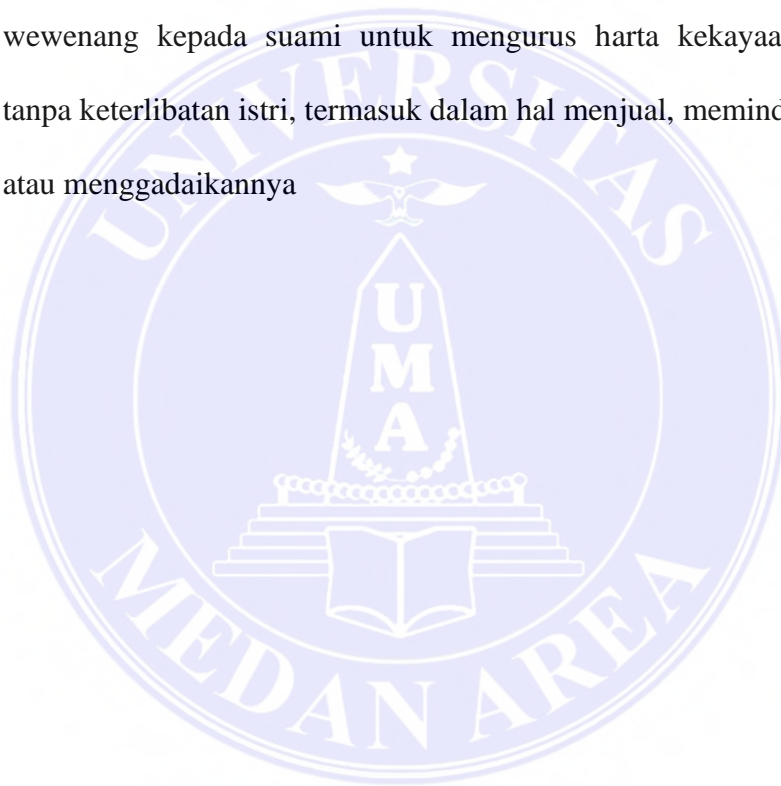 wewenang kepada suami untuk mengurus harta kekayaa
tanpa keterlibatan istri, termasuk dalam hal menjual, memind
atau menggadaikannya
UNIVERSITAS
U
M
A
MEDAN AREA